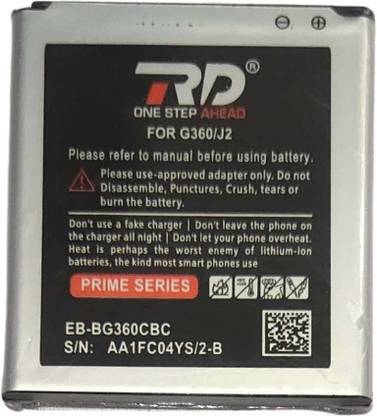 ⊖ ⊕
RD®
ONE STEP AHEAD
FOR G360/J2
Please refer to manual before using battery.
Please use-approved adapter only. Do not
Disassemble, Punctures, Crush, tears or
burn the battery.
Don't use a fake charger | Don't leave the phone on
the charger all night | Don't let your phone overheat.
Heat is perhaps the worst enemy of lithium-ion
batteries, the kind most smart phones use
PRIME SERIES
EB-BG360CBC
S/N: AA1FC04YS/2-B